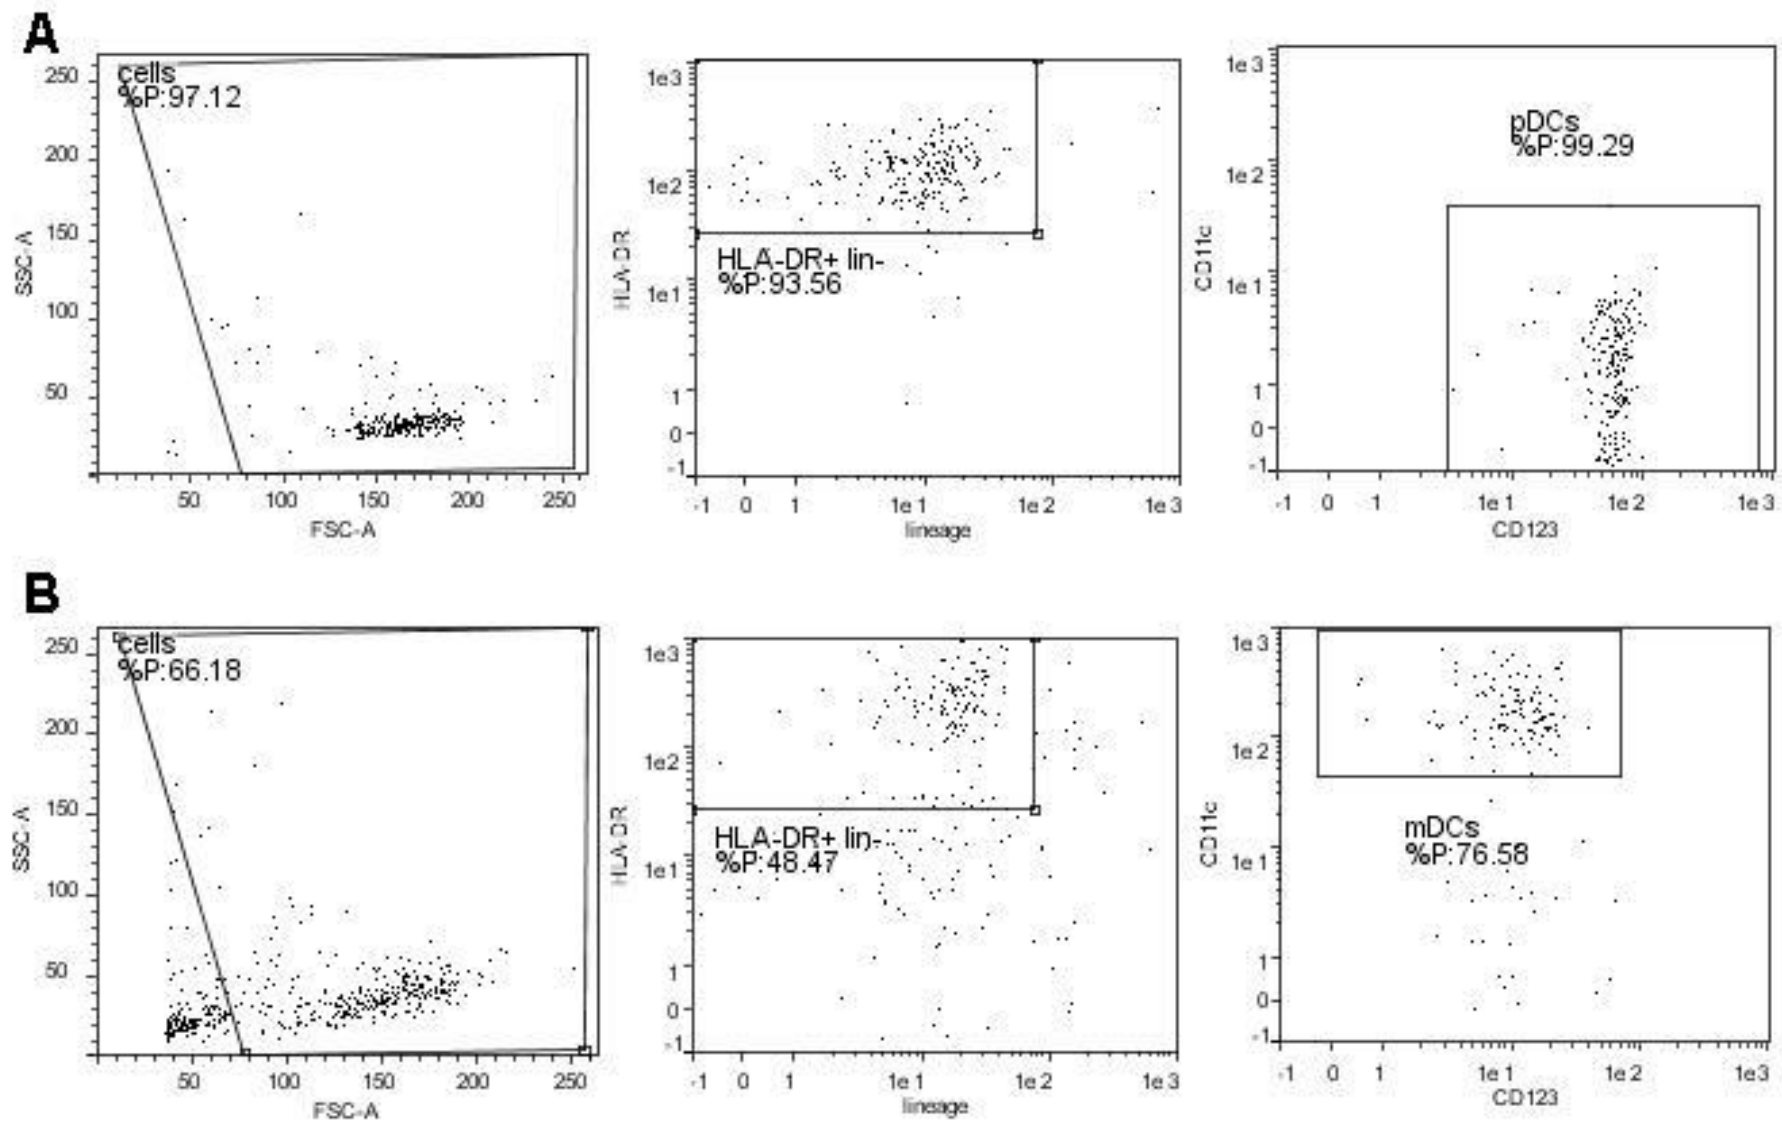 A
cells
%P:97.12
250
200
150
100
50
SSC-A
50
100
150
200
250
FSC-A
1e3
1e2
1e1
1
0
-1
HLA-DR
HLA-DR+ lin-
%P:93.56
-1
0
1
1e1
1e2
1e3
lineage
1e3
1e2
1e1
1
0
-1
CD11c
pDCs
%P:99.29
-1
0
1
1e1
1e2
1e3
CD123
B
cells
%P:66.18
250
200
150
100
50
SSC-A
50
100
150
200
250
FSC-A
1e3
1e2
1e1
1
0
-1
HLA-DR
HLA-DR+ lin-
%P:48.47
-1
0
1
1e1
1e2
1e3
lineage
1e3
1e2
1e1
1
0
-1
CD11c
mDCs
%P:76.58
-1
0
1
1e1
1e2
1e3
CD123